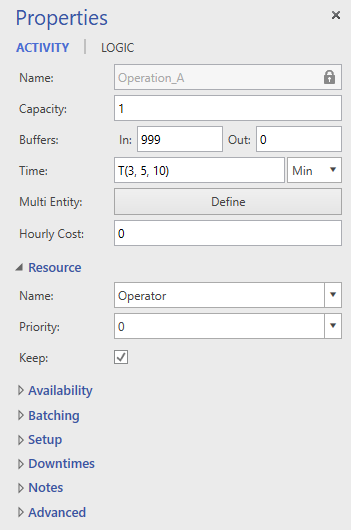 Properties
ACTIVITY | LOGIC
Name: Operation_A
Capacity: 1
Buffers: In: 999 Out: 0
Time: T(3, 5, 10) Min
Multi Entity: Define
Hourly Cost: 0
Resource
Name: Operator
Priority: 0
Keep:
Availability
Batching
Setup
Downtimes
Notes
Advanced